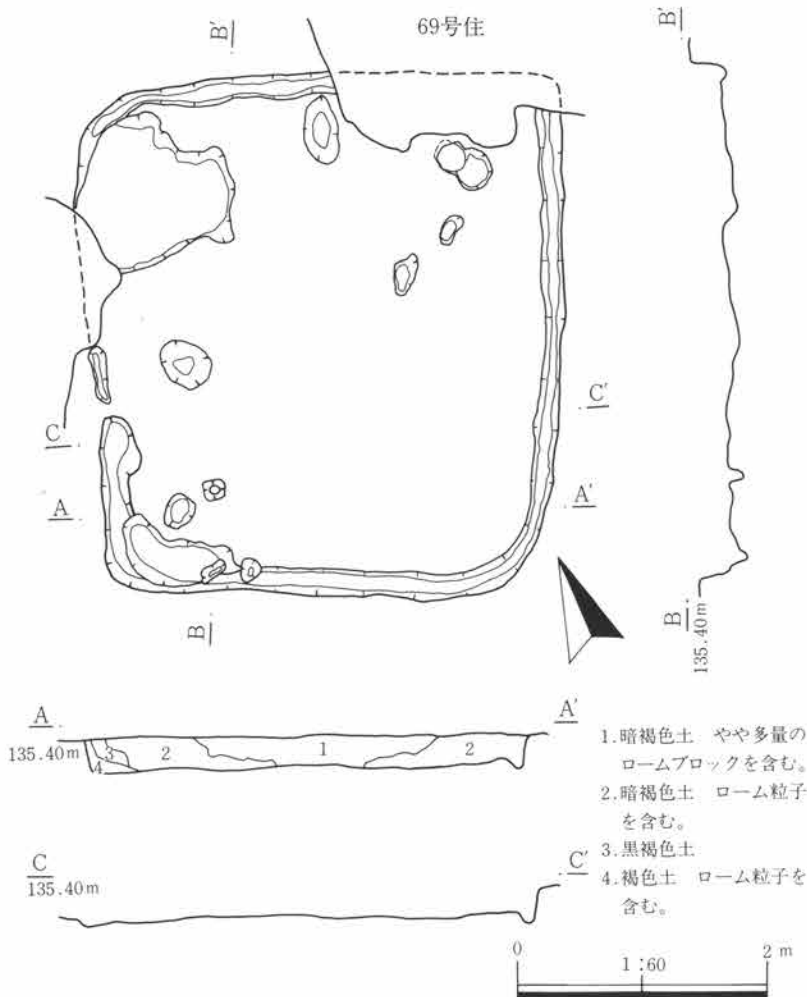 69号住
B'
B'
C
C'
A
A'
B
B
135.40m
A
A'
135.40m
3
4
2
1
2
C
C'
135.40m
1.暗褐色土 やや多量の
ロームブロックを含む。
2.暗褐色土 ローム粒子
を含む。
3.黒褐色土
4.褐色土 ローム粒子を
含む。
0
1:60
2 m